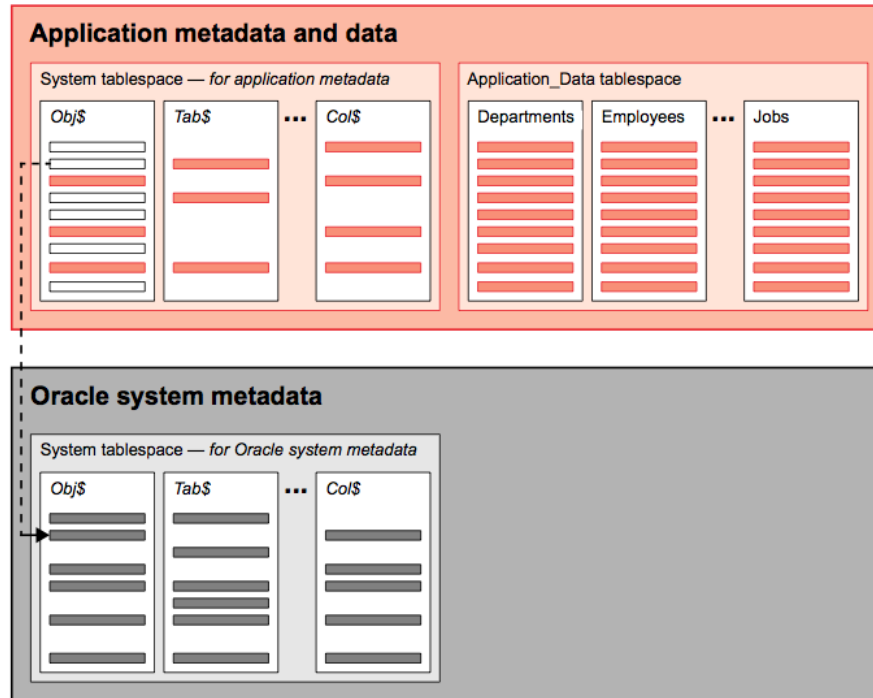 Application metadata and data
System tablespace — for application metadata
Obj$
Tab$
...
Col$
Application_Data tablespace
Departments
Employees
...
Jobs
Oracle system metadata
System tablespace — for Oracle system metadata
Obj$
Tab$
...
Col$